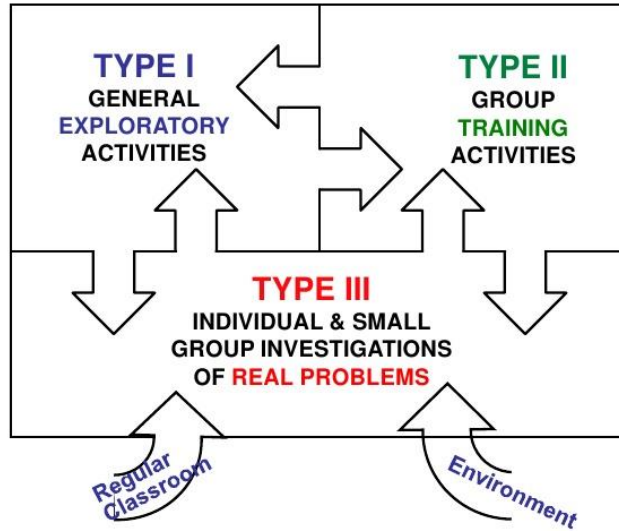 TYPE I
GENERAL
EXPLORATORY
ACTIVITIES
TYPE II
GROUP
TRAINING
ACTIVITIES
TYPE III
INDIVIDUAL & SMALL
GROUP INVESTIGATIONS
OF REAL PROBLEMS
Regular
Classroom
Environment